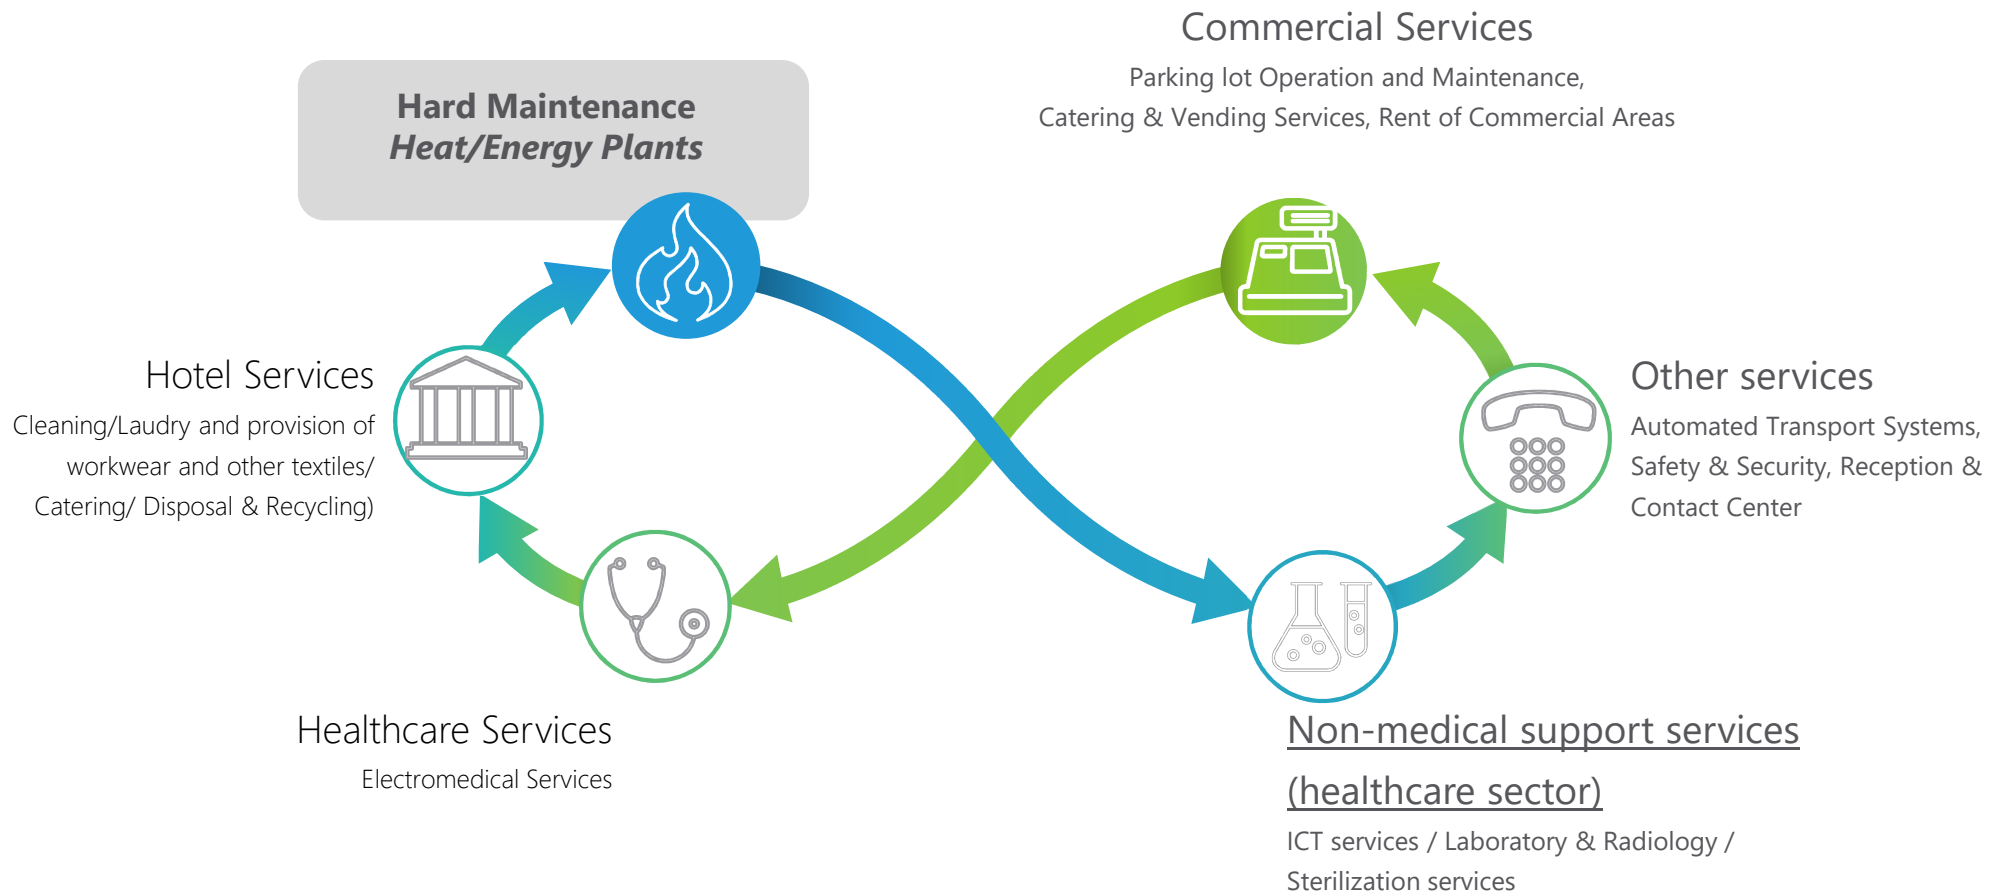 Commercial Services
Parking lot Operation and Maintenance,
Catering & Vending Services, Rent of Commercial Areas
Hard Maintenance
Heat/Energy Plants
Hotel Services
Cleaning/Laudry and provision of
workwear and other textiles/
Catering/ Disposal & Recycling)
Other services
Automated Transport Systems,
Safety & Security, Reception &
Contact Center
Healthcare Services
Electromedical Services
Non-medical support services
(healthcare sector)
ICT services / Laboratory & Radiology /
Sterilization services